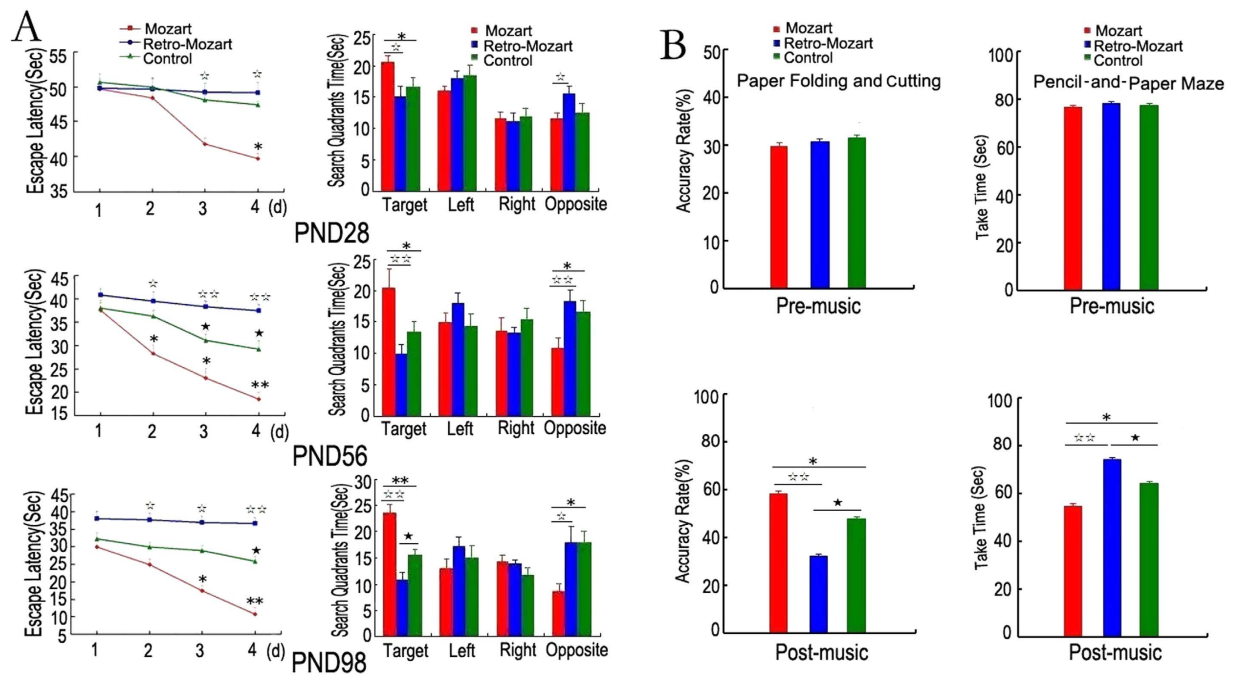 A
Mozart
Retro-Mozart
Control
Escape Latency(Sec)
55
50
45
40
35
1 2 3 4 (d)
* ☆ ☆
Mozart
Retro-Mozart
Control
Search Quadrants Time(Sec)
25
20
15
10
5
0
* ☆ ☆
Target Left Right Opposite
PND28
Escape Latency(Sec)
45
40
35
30
25
20
15
1 2 3 4 (d)
☆ ☆☆ ☆☆
★ ★
* * **
Search Quadrants Time(Sec)
25
20
15
10
5
0
* ☆☆ * ☆☆
Target Left Right Opposite
PND56
Escape Latency(Sec)
45
40
35
30
25
20
15
10
5
1 2 3 4 (d)
☆ ☆ ☆☆
★
* **
Search Quadrants Time(Sec)
30
25
20
15
10
5
0
** ☆☆ ★ * ☆
Target Left Right Opposite
PND98
B
Mozart
Retro-Mozart
Control
Paper Folding and Cutting
Accuracy Rate(%)
50
40
30
20
10
0
Pre-music
Mozart
Retro-Mozart
Control
Pencil-and-Paper Maze
Take Time (Sec)
100
80
60
40
20
0
Pre-music
Mozart
Retro-Mozart
Control
Accuracy Rate(%)
100
80
60
40
20
0
* ☆☆ ★
Post-music
Mozart
Retro-Mozart
Control
Take Time (Sec)
100
80
60
40
20
0
* ☆☆ ★
Post-music